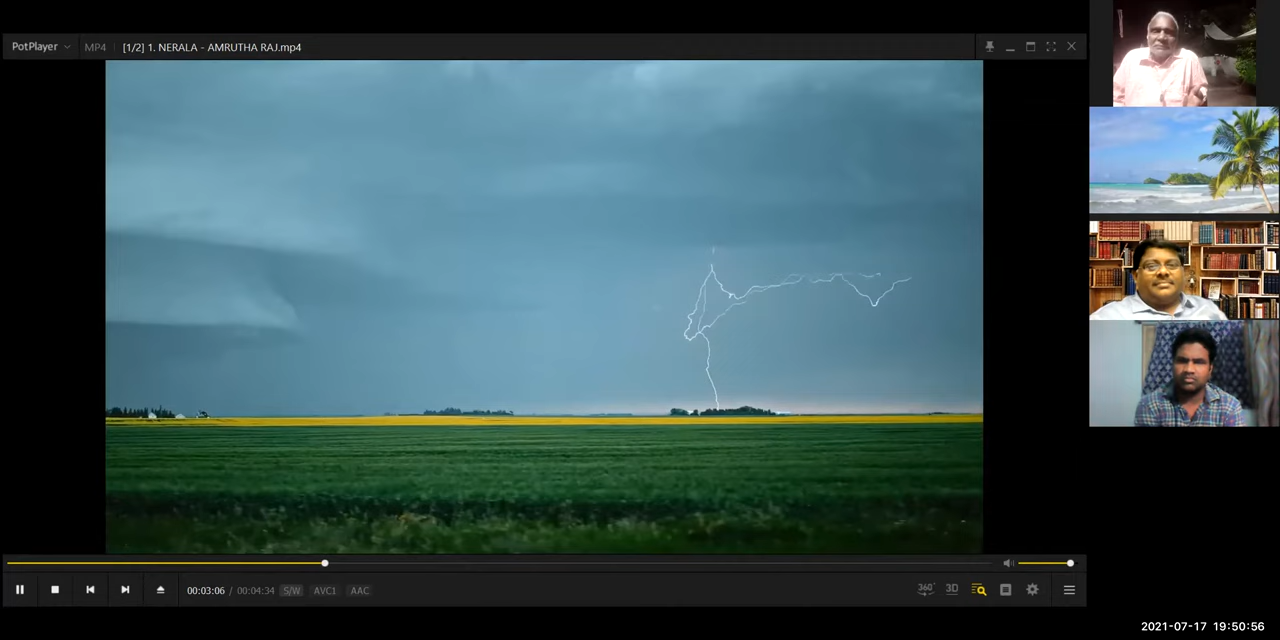 PotPlayer MP4 [1/2] 1. NERALA - AMRUTHA RAJ.mp4
00:03:06 / 00:04:34 S/W AVC1 AAC 360° 3D
2021-07-17 19:50:56